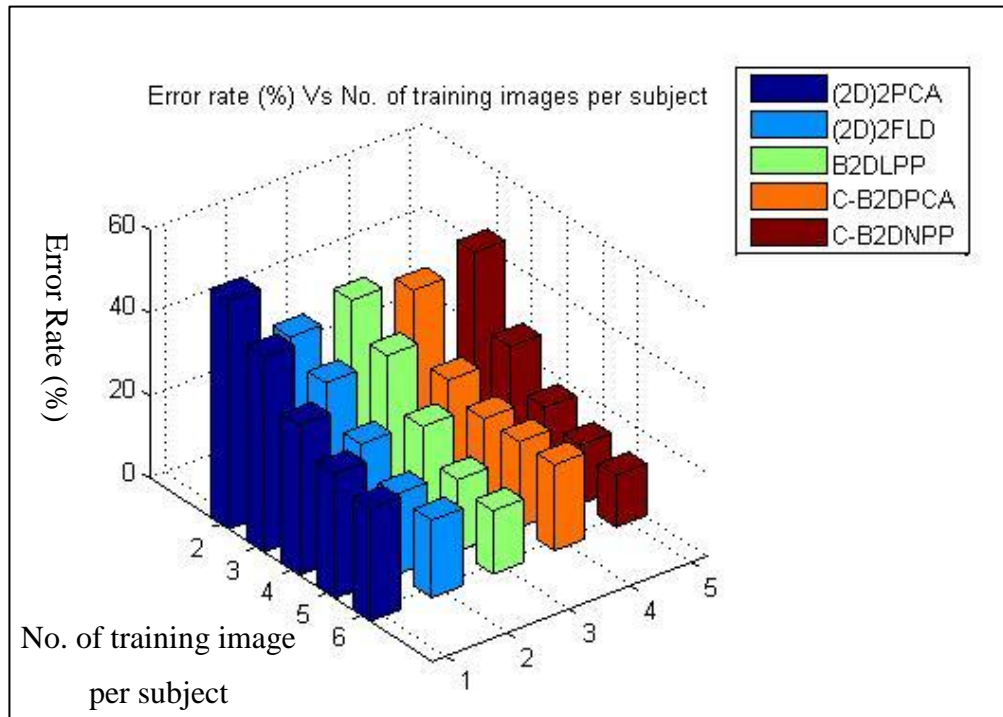 Error rate (%) Vs No. of training images per subject
(2D)2PCA
(2D)2FLD
B2DLPP
C-B2DPCA
C-B2DNPP
Error Rate (%)
60
40
20
0
2
3
4
5
6
1
2
3
4
5
No. of training image
per subject